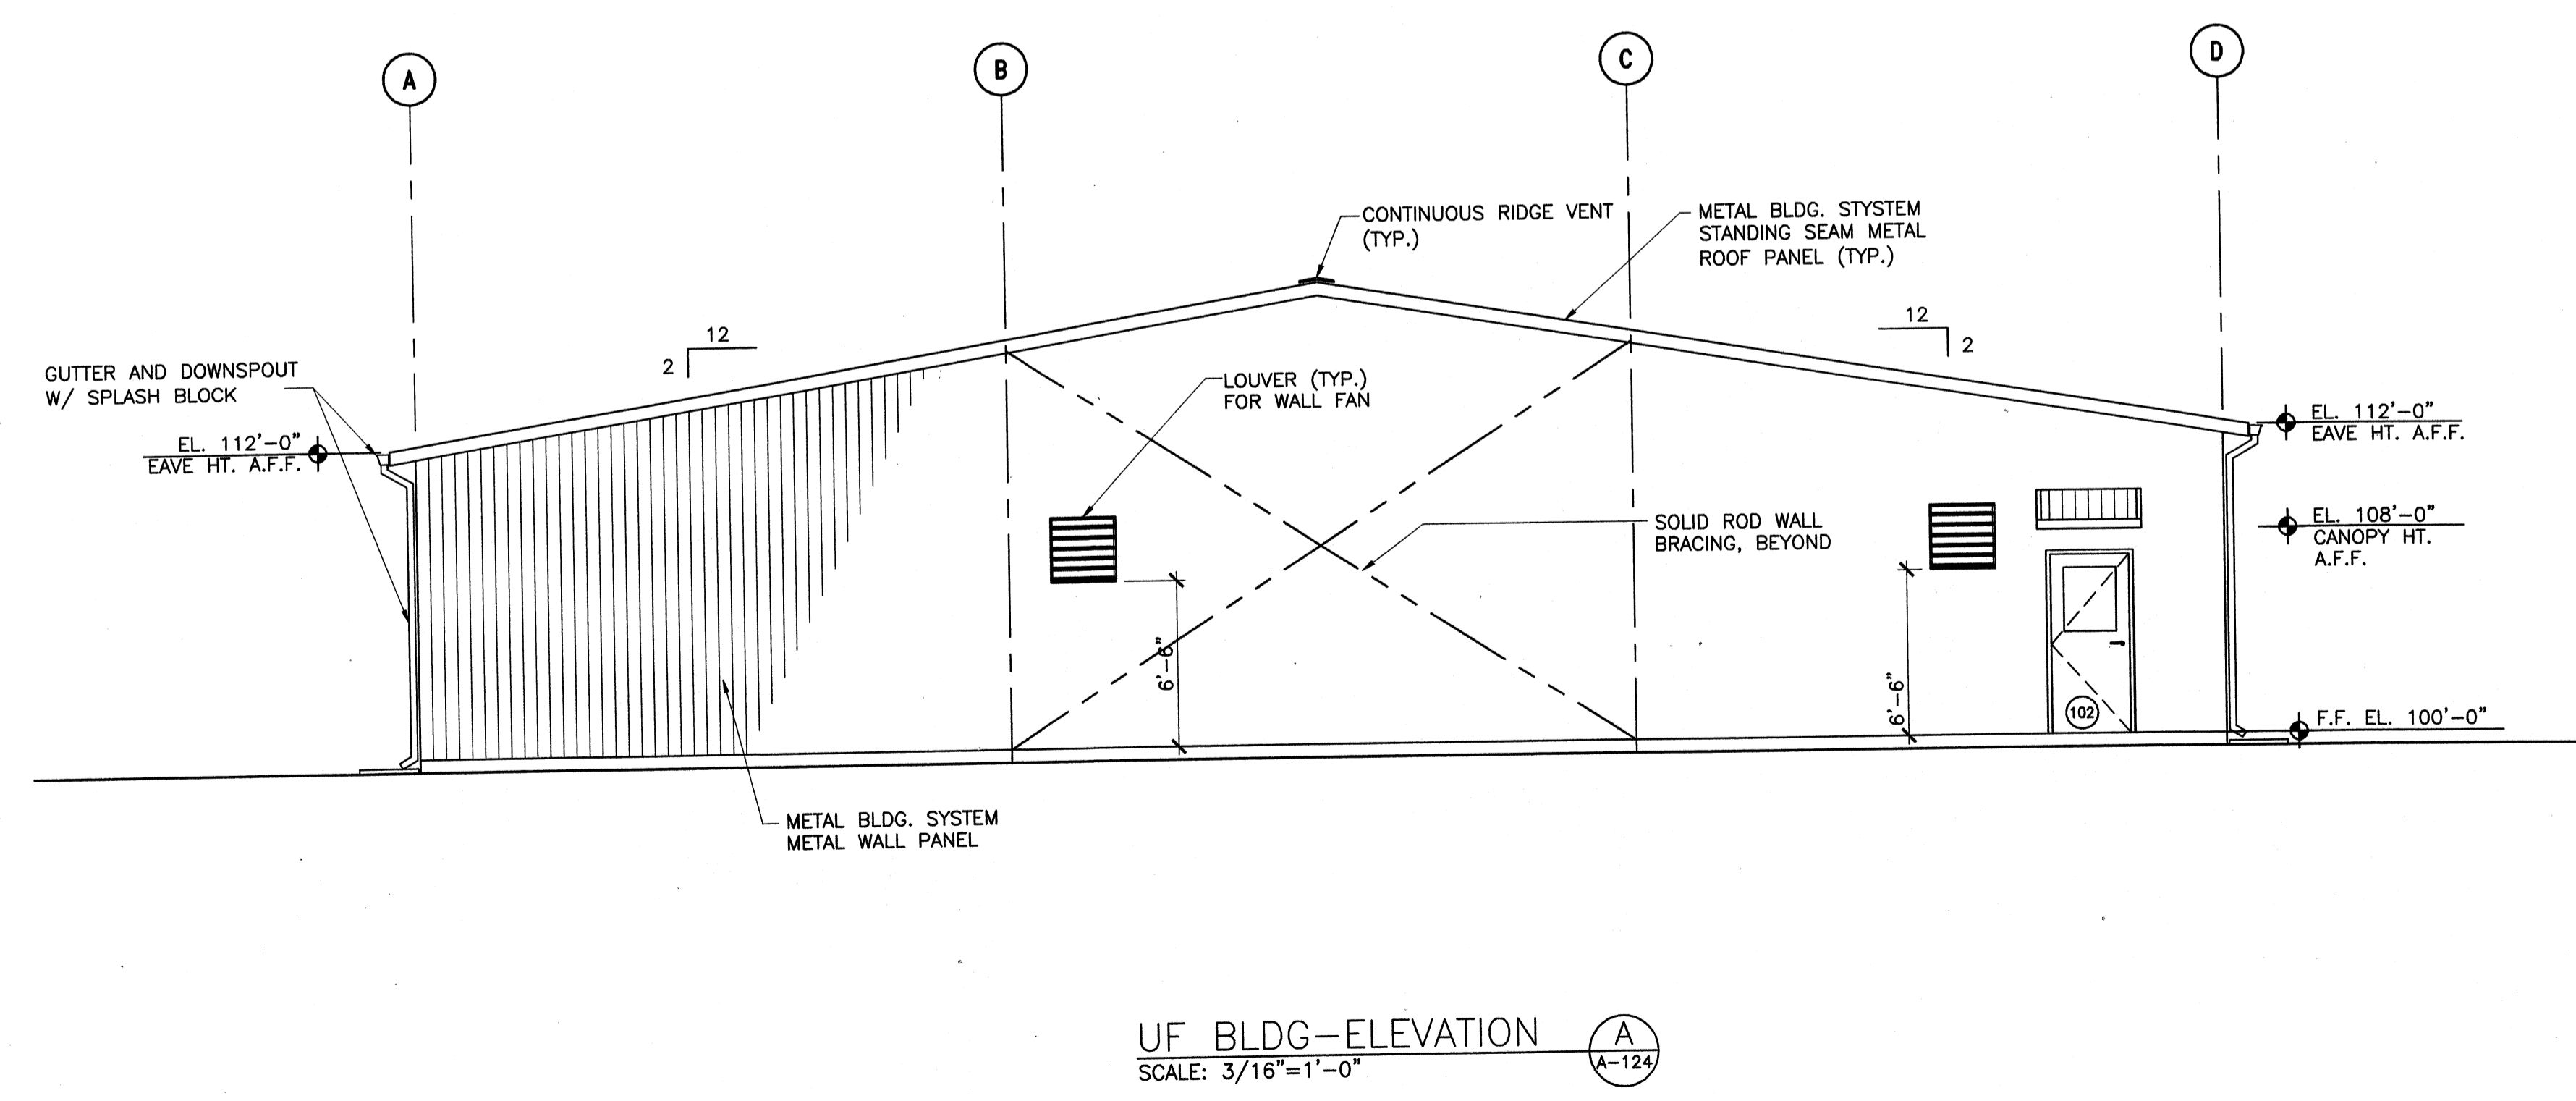 A
B
C
D
CONTINUOUS RIDGE VENT
(TYP.)
METAL BLDG. STYSTEM
STANDING SEAM METAL
ROOF PANEL (TYP.)
12
2
12
2
GUTTER AND DOWNSPOUT
W/ SPLASH BLOCK
LOUVER (TYP.)
FOR WALL FAN
EL. 112'-0"
EAVE HT. A.F.F.
EL. 112'-0"
EAVE HT. A.F.F.
SOLID ROD WALL
BRACING, BEYOND
EL. 108'-0"
CANOPY HT.
A.F.F.
6'-6"
6'-6"
102
F.F. EL. 100'-0"
METAL BLDG. SYSTEM
METAL WALL PANEL
UF BLDG-ELEVATION
SCALE: 3/16"=1'-0"
A
A-124